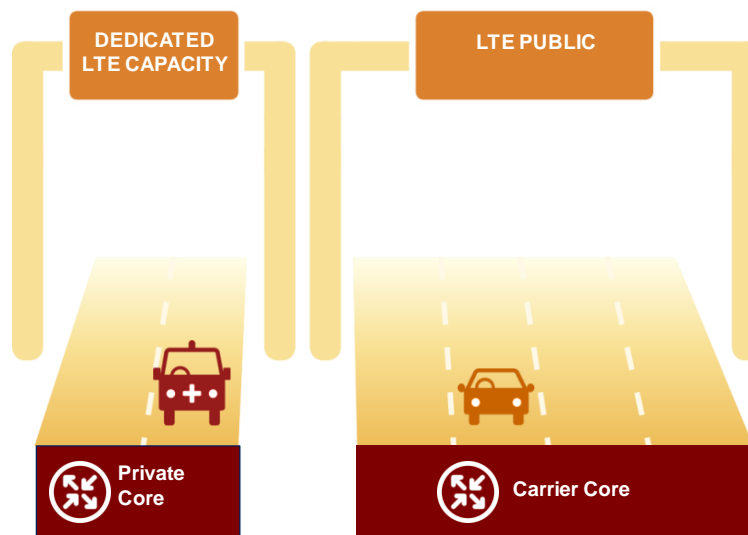 DEDICATED
LTE CAPACITY
LTE PUBLIC
Private
Core
Carrier Core